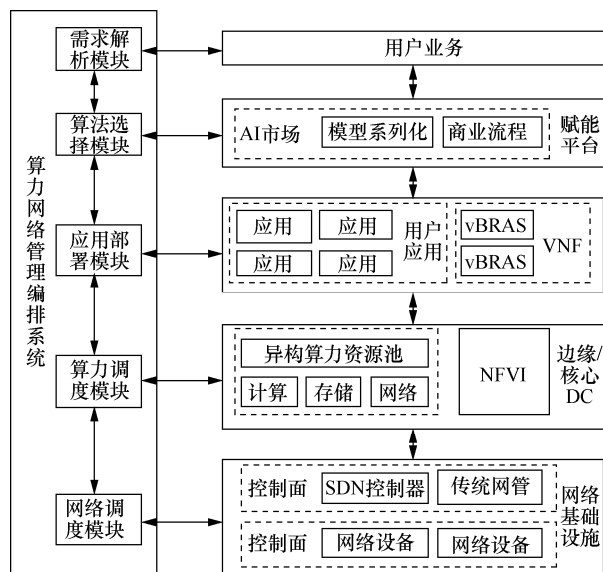 算力网络管理编排系统
需求解
析模块
算法选
择模块
应用部
署模块
算力调
度模块
网络调
度模块
用户业务
AI市场
模型系列化
商业流程
赋能
平台
应用
应用
应用
应用
用户
应用
vBRAS
vBRAS
VNF
异构算力资源池
计算
存储
网络
NFVI
边缘/
核心
DC
控制面
SDN控制器
传统网管
控制面
网络设备
网络设备
网络
基础
设施